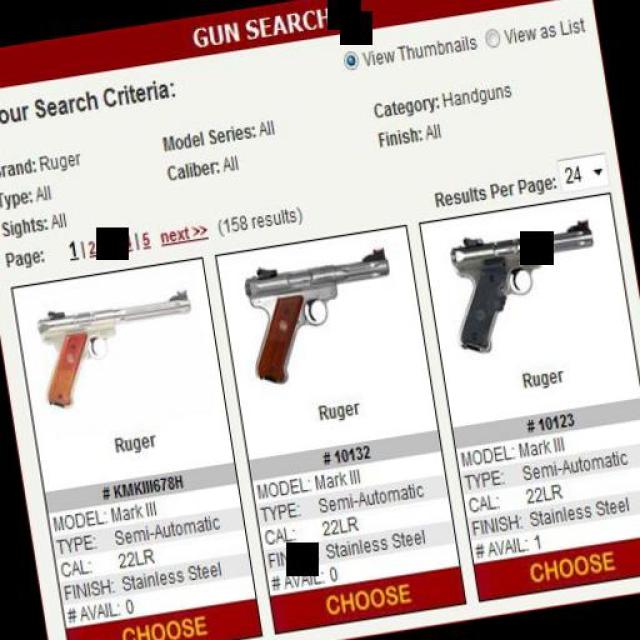 GUN SEARCH
View Thumbnails View as List
our Search Criteria:
rand: Ruger Model Series: All Category: Handguns
Type: All Caliber: All Finish: All
Sights: All
Results Per Page: 24
Page: 1|2 |5 next >> (158 results)
Ruger
# KMKIII678H
MODEL: Mark III
TYPE: Semi-Automatic
CAL: 22LR
FINISH: Stainless Steel
# AVAIL: 0
CHOOSE
Ruger
# 10132
MODEL: Mark III
TYPE: Semi-Automatic
CAL: 22LR
Stainless Steel
# AVAIL: 0
CHOOSE
Ruger
# 10123
MODEL: Mark III
TYPE: Semi-Automatic
CAL: 22LR
FINISH: Stainless Steel
# AVAIL: 1
CHOOSE